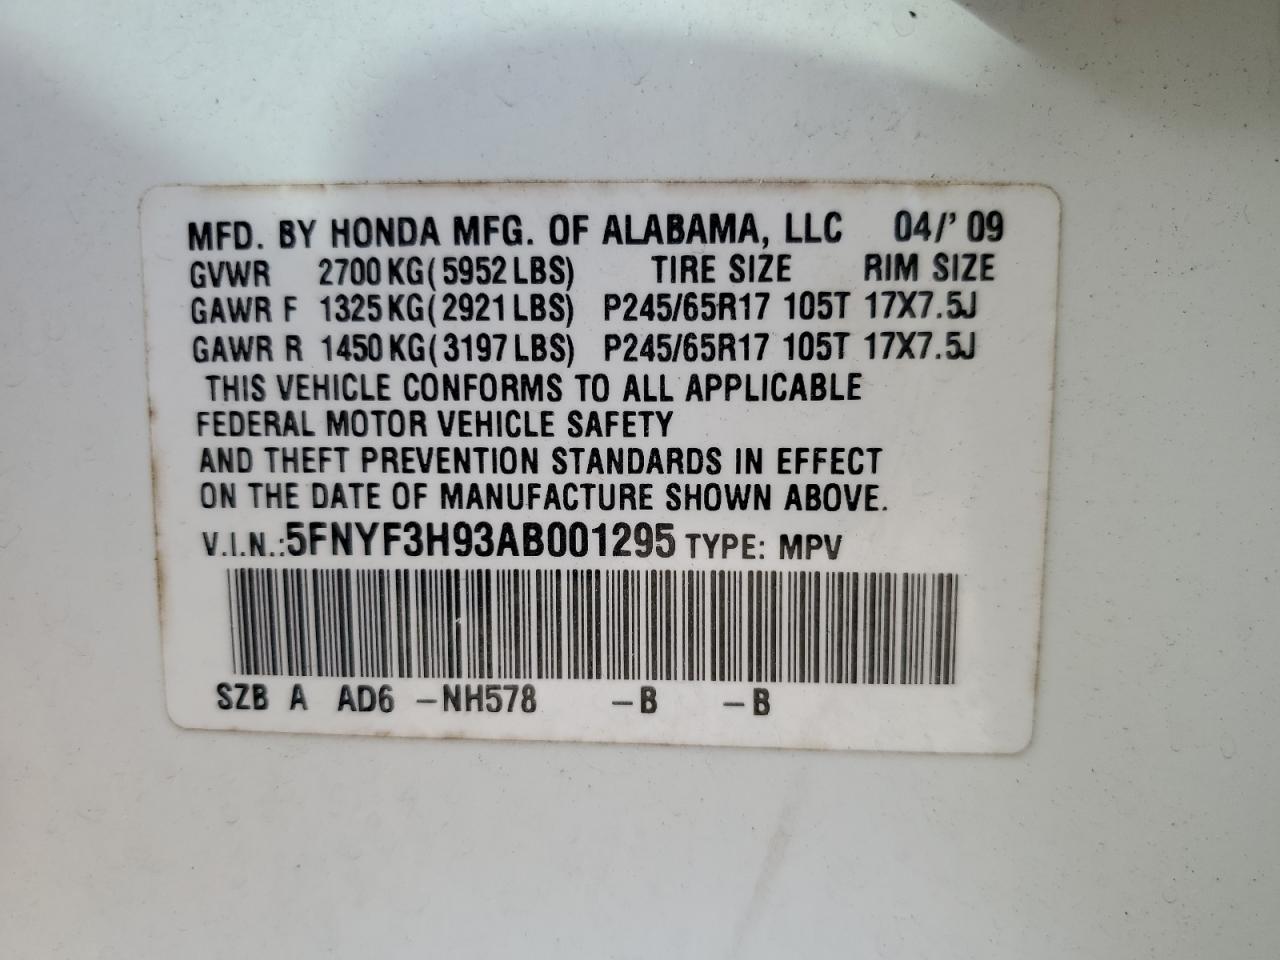 MFD. BY HONDA MFG. OF ALABAMA, LLC 04/' 09
GVWR 2700 KG( 5952 LBS) TIRE SIZE RIM SIZE
GAWR F 1325 KG( 2921 LBS) P245/65R17 105T 17X7.5J
GAWR R 1450 KG( 3197 LBS) P245/65R17 105T 17X7.5J
THIS VEHICLE CONFORMS TO ALL APPLICABLE
FEDERAL MOTOR VEHICLE SAFETY
AND THEFT PREVENTION STANDARDS IN EFFECT
ON THE DATE OF MANUFACTURE SHOWN ABOVE.
V.I.N.:5FNYF3H93AB001295 TYPE: MPV
SZB A AD6 –NH578 –B –B